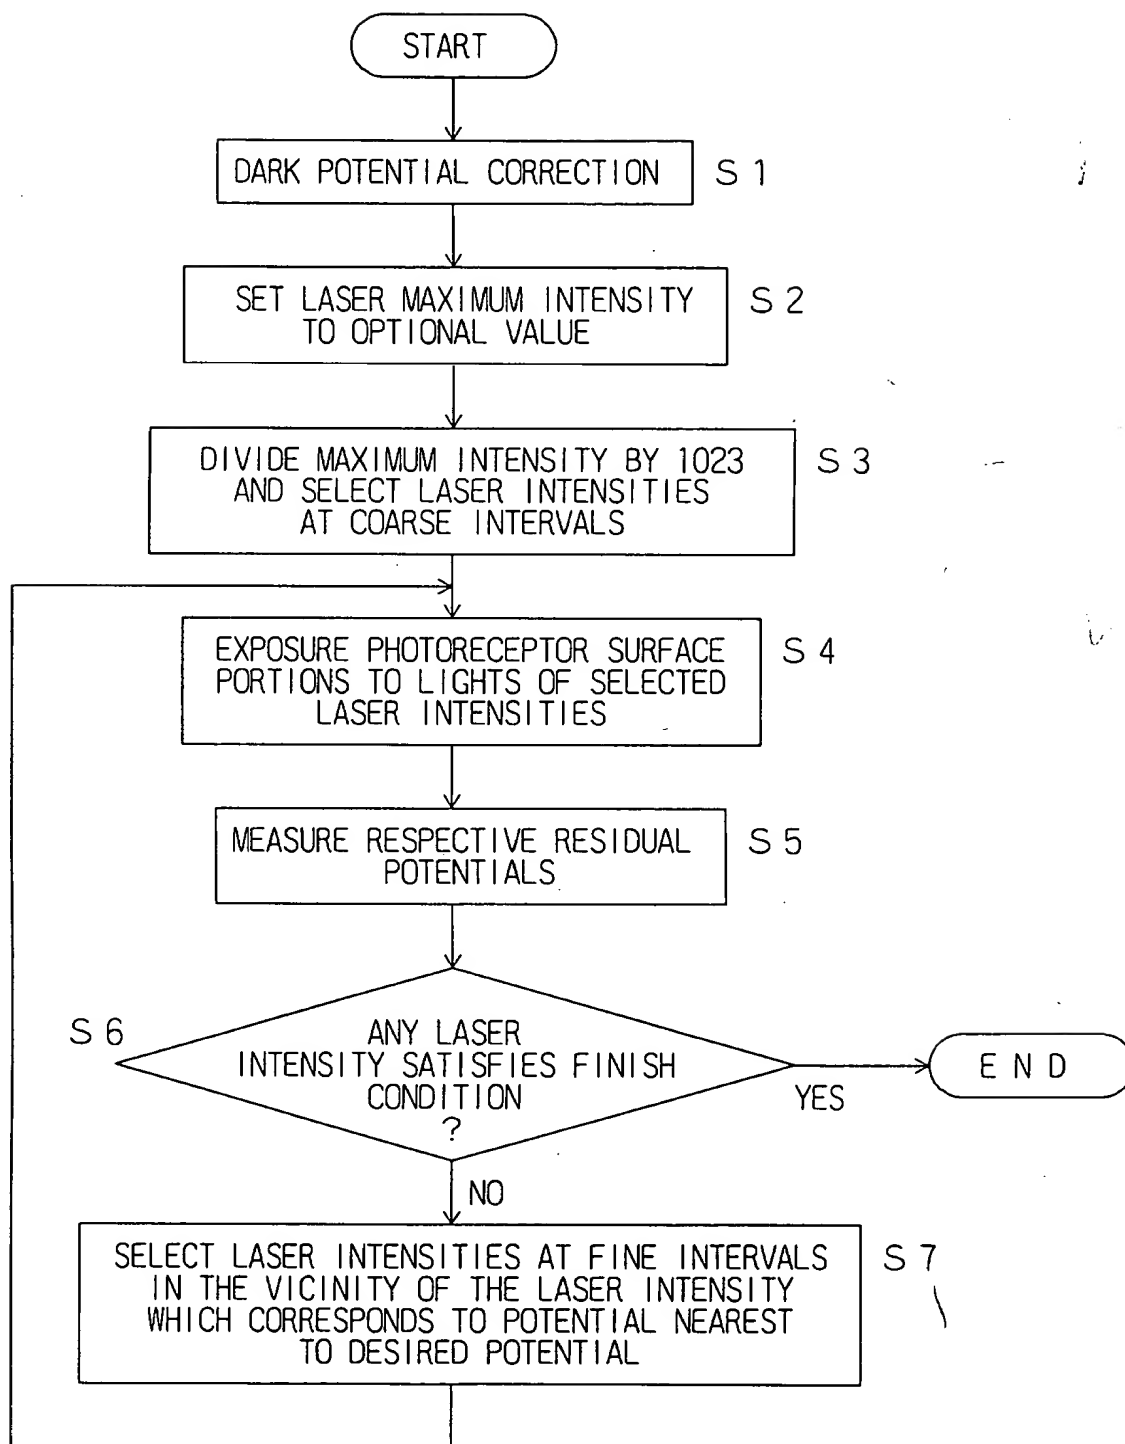 START
DARK POTENTIAL CORRECTION
S 1
SET LASER MAXIMUM INTENSITY
TO OPTIONAL VALUE
S 2
DIVIDE MAXIMUM INTENSITY BY 1023
AND SELECT LASER INTENSITIES
AT COARSE INTERVALS
S 3
EXPOSURE PHOTORECEPTOR SURFACE
PORTIONS TO LIGHTS OF SELECTED
LASER INTENSITIES
S 4
MEASURE RESPECTIVE RESIDUAL
POTENTIALS
S 5
S 6
ANY LASER
INTENSITY SATISFIES FINISH
CONDITION
?
YES
END
NO
SELECT LASER INTENSITIES AT FINE INTERVALS
IN THE VICINITY OF THE LASER INTENSITY
WHICH CORRESPONDS TO POTENTIAL NEAREST
TO DESIRED POTENTIAL
S 7